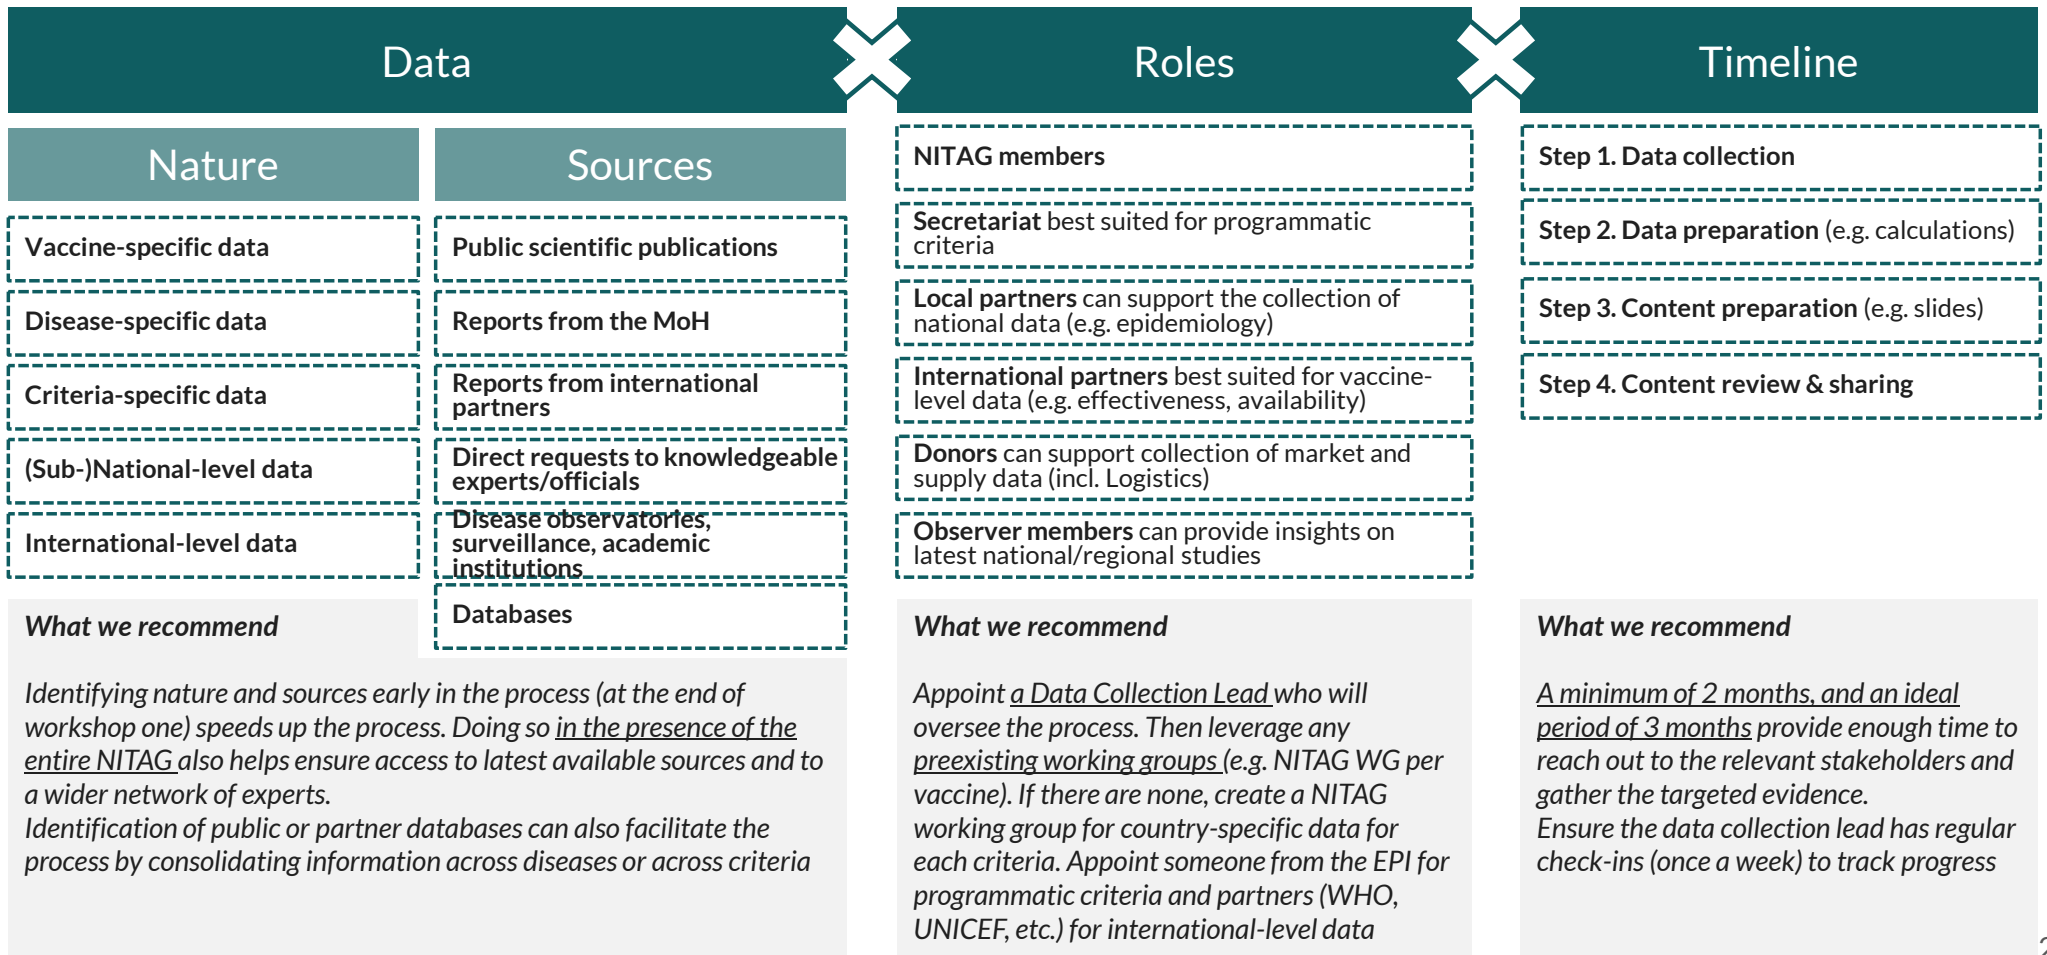 Data
Nature
Vaccine-specific data
Disease-specific data
Criteria-specific data
(Sub-)National-level data
International-level data
Sources
Public scientific publications
Reports from the MoH
Reports from international
partners
Direct requests to knowledgeable
experts/officials
Disease observatories,
surveillance, academic
institutions
Databases
What we recommend
Identifying nature and sources early in the process (at the end of
workshop one) speeds up the process. Doing so in the presence of the
entire NITAG also helps ensure access to latest available sources and to
a wider network of experts.
Identification of public or partner databases can also facilitate the
process by consolidating information across diseases or across criteria
Roles
NITAG members
Secretariat best suited for programmatic
criteria
Local partners can support the collection of
national data (e.g. epidemiology)
International partners best suited for vaccine-
level data (e.g. effectiveness, availability)
Donors can support collection of market and
supply data (incl. Logistics)
Observer members can provide insights on
latest national/regional studies
What we recommend
Appoint a Data Collection Lead who will
oversee the process. Then leverage any
preexisting working groups (e.g. NITAG WG per
vaccine). If there are none, create a NITAG
working group for country-specific data for
each criteria. Appoint someone from the EPI for
programmatic criteria and partners (WHO,
UNICEF, etc.) for international-level data
Timeline
Step 1. Data collection
Step 2. Data preparation (e.g. calculations)
Step 3. Content preparation (e.g. slides)
Step 4. Content review & sharing
What we recommend
A minimum of 2 months, and an ideal
period of 3 months provide enough time to
reach out to the relevant stakeholders and
gather the targeted evidence.
Ensure the data collection lead has regular
check-ins (once a week) to track progress